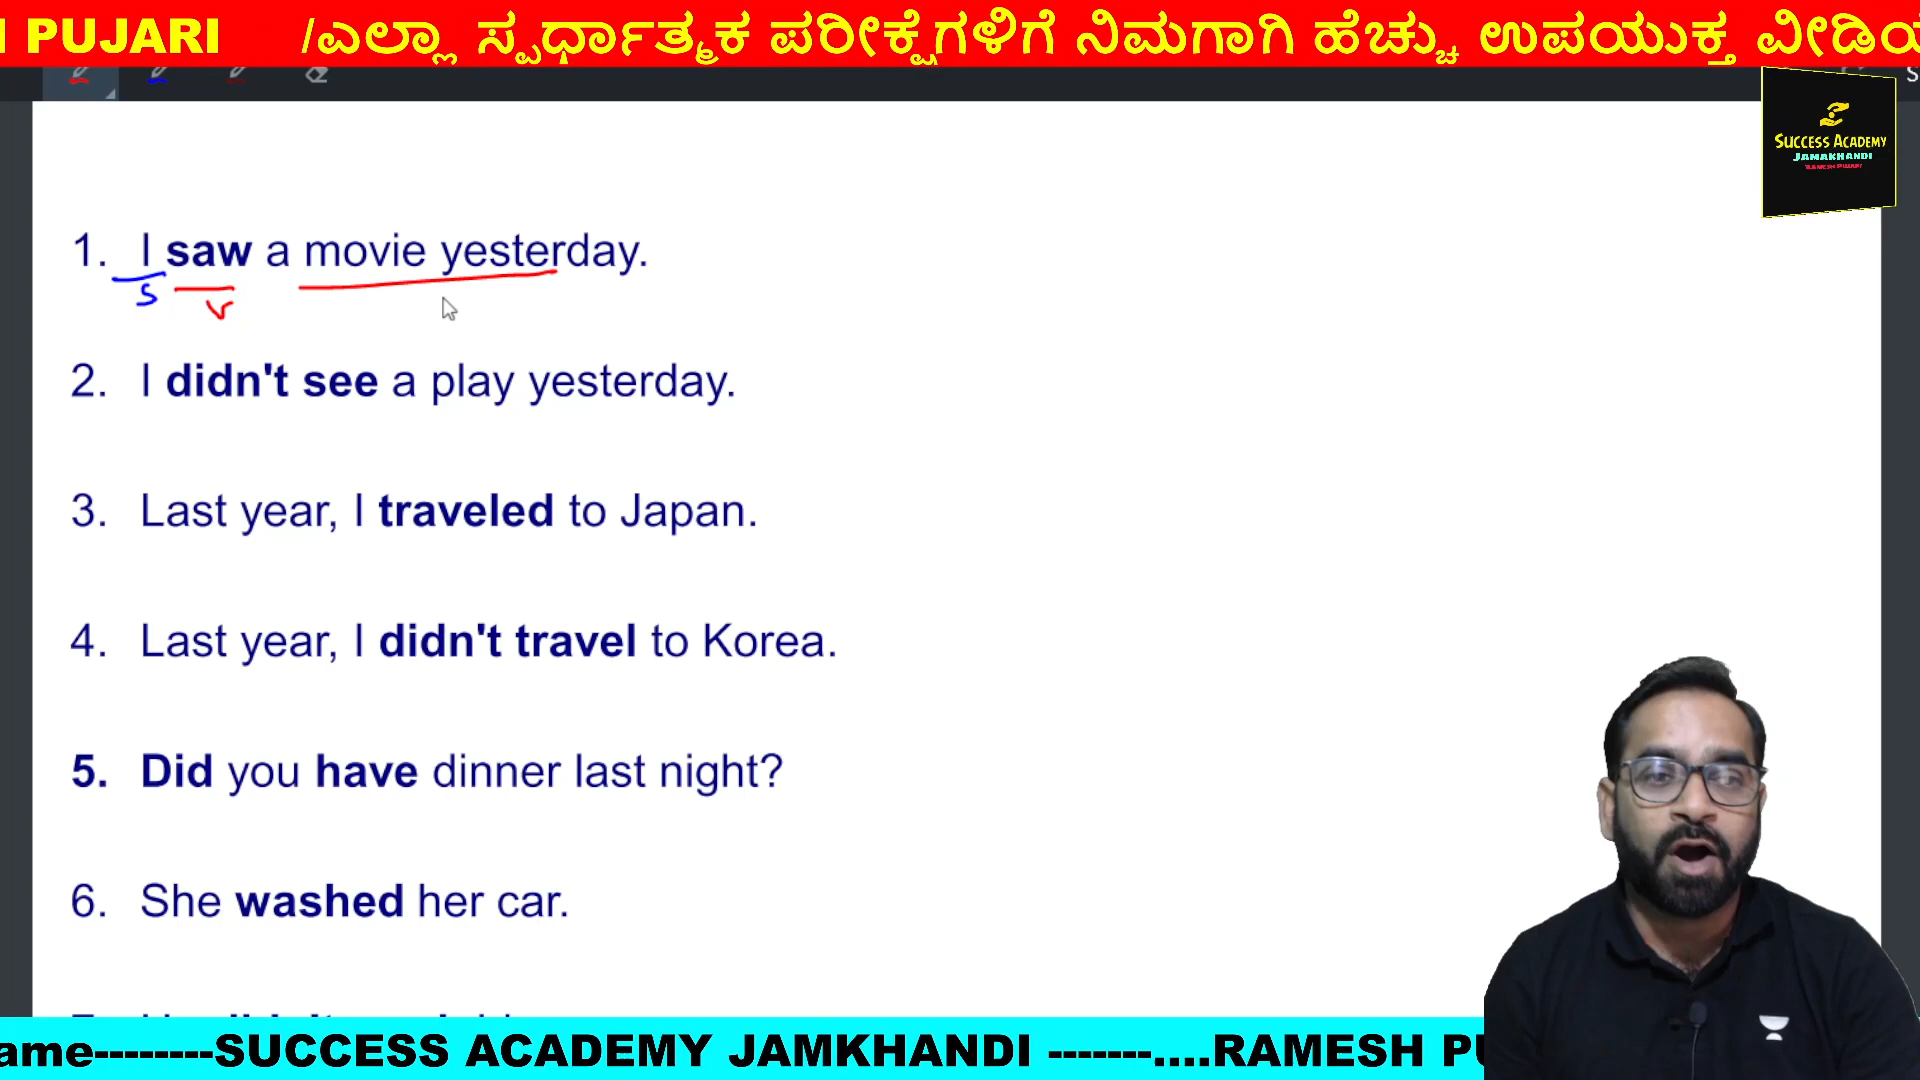 PUJARI /ಎಲ್ಲಾ ಸ್ಪರ್ಧಾತ್ಮಕ ಪರೀಕ್ಷೆಗಳಿಗೆ ನಿಮಗಾಗಿ ಹೆಚ್ಚು ಉಪಯುಕ್ತ ವೀಡಿಯ
SUCCESS ACADEMY
JAMAKHANDI
RAMESH PUJARI
1. I saw a movie yesterday.
S V
2. I didn't see a play yesterday.
3. Last year, I traveled to Japan.
4. Last year, I didn't travel to Korea.
5. Did you have dinner last night?
6. She washed her car.
ame--------SUCCESS ACADEMY JAMKHANDI -------....RAMESH PU